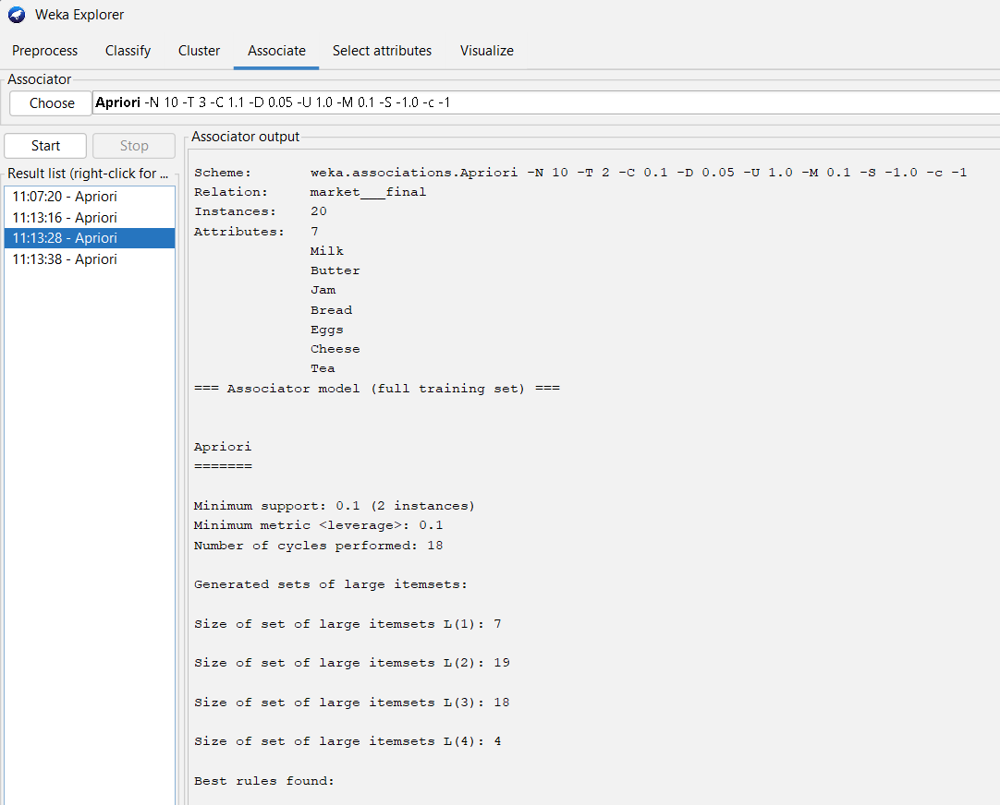 Weka Explorer
Preprocess Classify Cluster Associate Select attributes Visualize
Associator
Choose Apriori -N 10 -T 3 -C 1.1 -D 0.05 -U 1.0 -M 0.1 -S -1.0 -c -1
Start Stop
Result list (right-click for ...
11:07:20 - Apriori
11:13:16 - Apriori
11:13:28 - Apriori
11:13:38 - Apriori
Associator output
Scheme: weka.associations.Apriori -N 10 -T 2 -C 0.1 -D 0.05 -U 1.0 -M 0.1 -S -1.0 -c -1
Relation: market___final
Instances: 20
Attributes: 7
Milk
Butter
Jam
Bread
Eggs
Cheese
Tea
=== Associator model (full training set) ===
Apriori
=======
Minimum support: 0.1 (2 instances)
Minimum metric <leverage>: 0.1
Number of cycles performed: 18
Generated sets of large itemsets:
Size of set of large itemsets L(1): 7
Size of set of large itemsets L(2): 19
Size of set of large itemsets L(3): 18
Size of set of large itemsets L(4): 4
Best rules found: